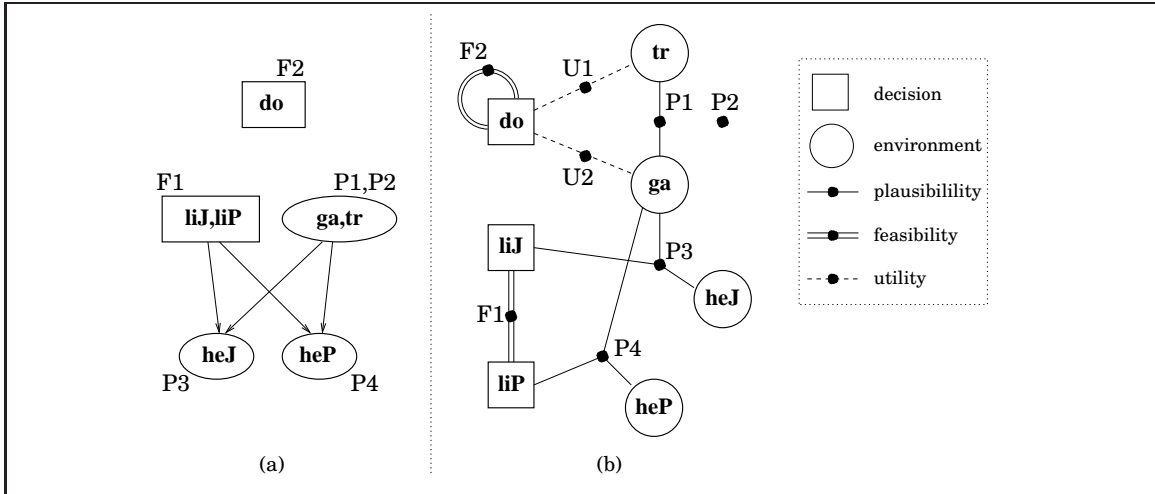 F2
do
F1
liJ,liP
P1,P2
ga,tr
heJ
P3
heP
P4
(a)
F2
do
U1
tr
P1
P2
U2
ga
liJ
P3
heJ
F1
P4
liP
heP
(b)
decision
environment
plausibilility
feasibility
utility